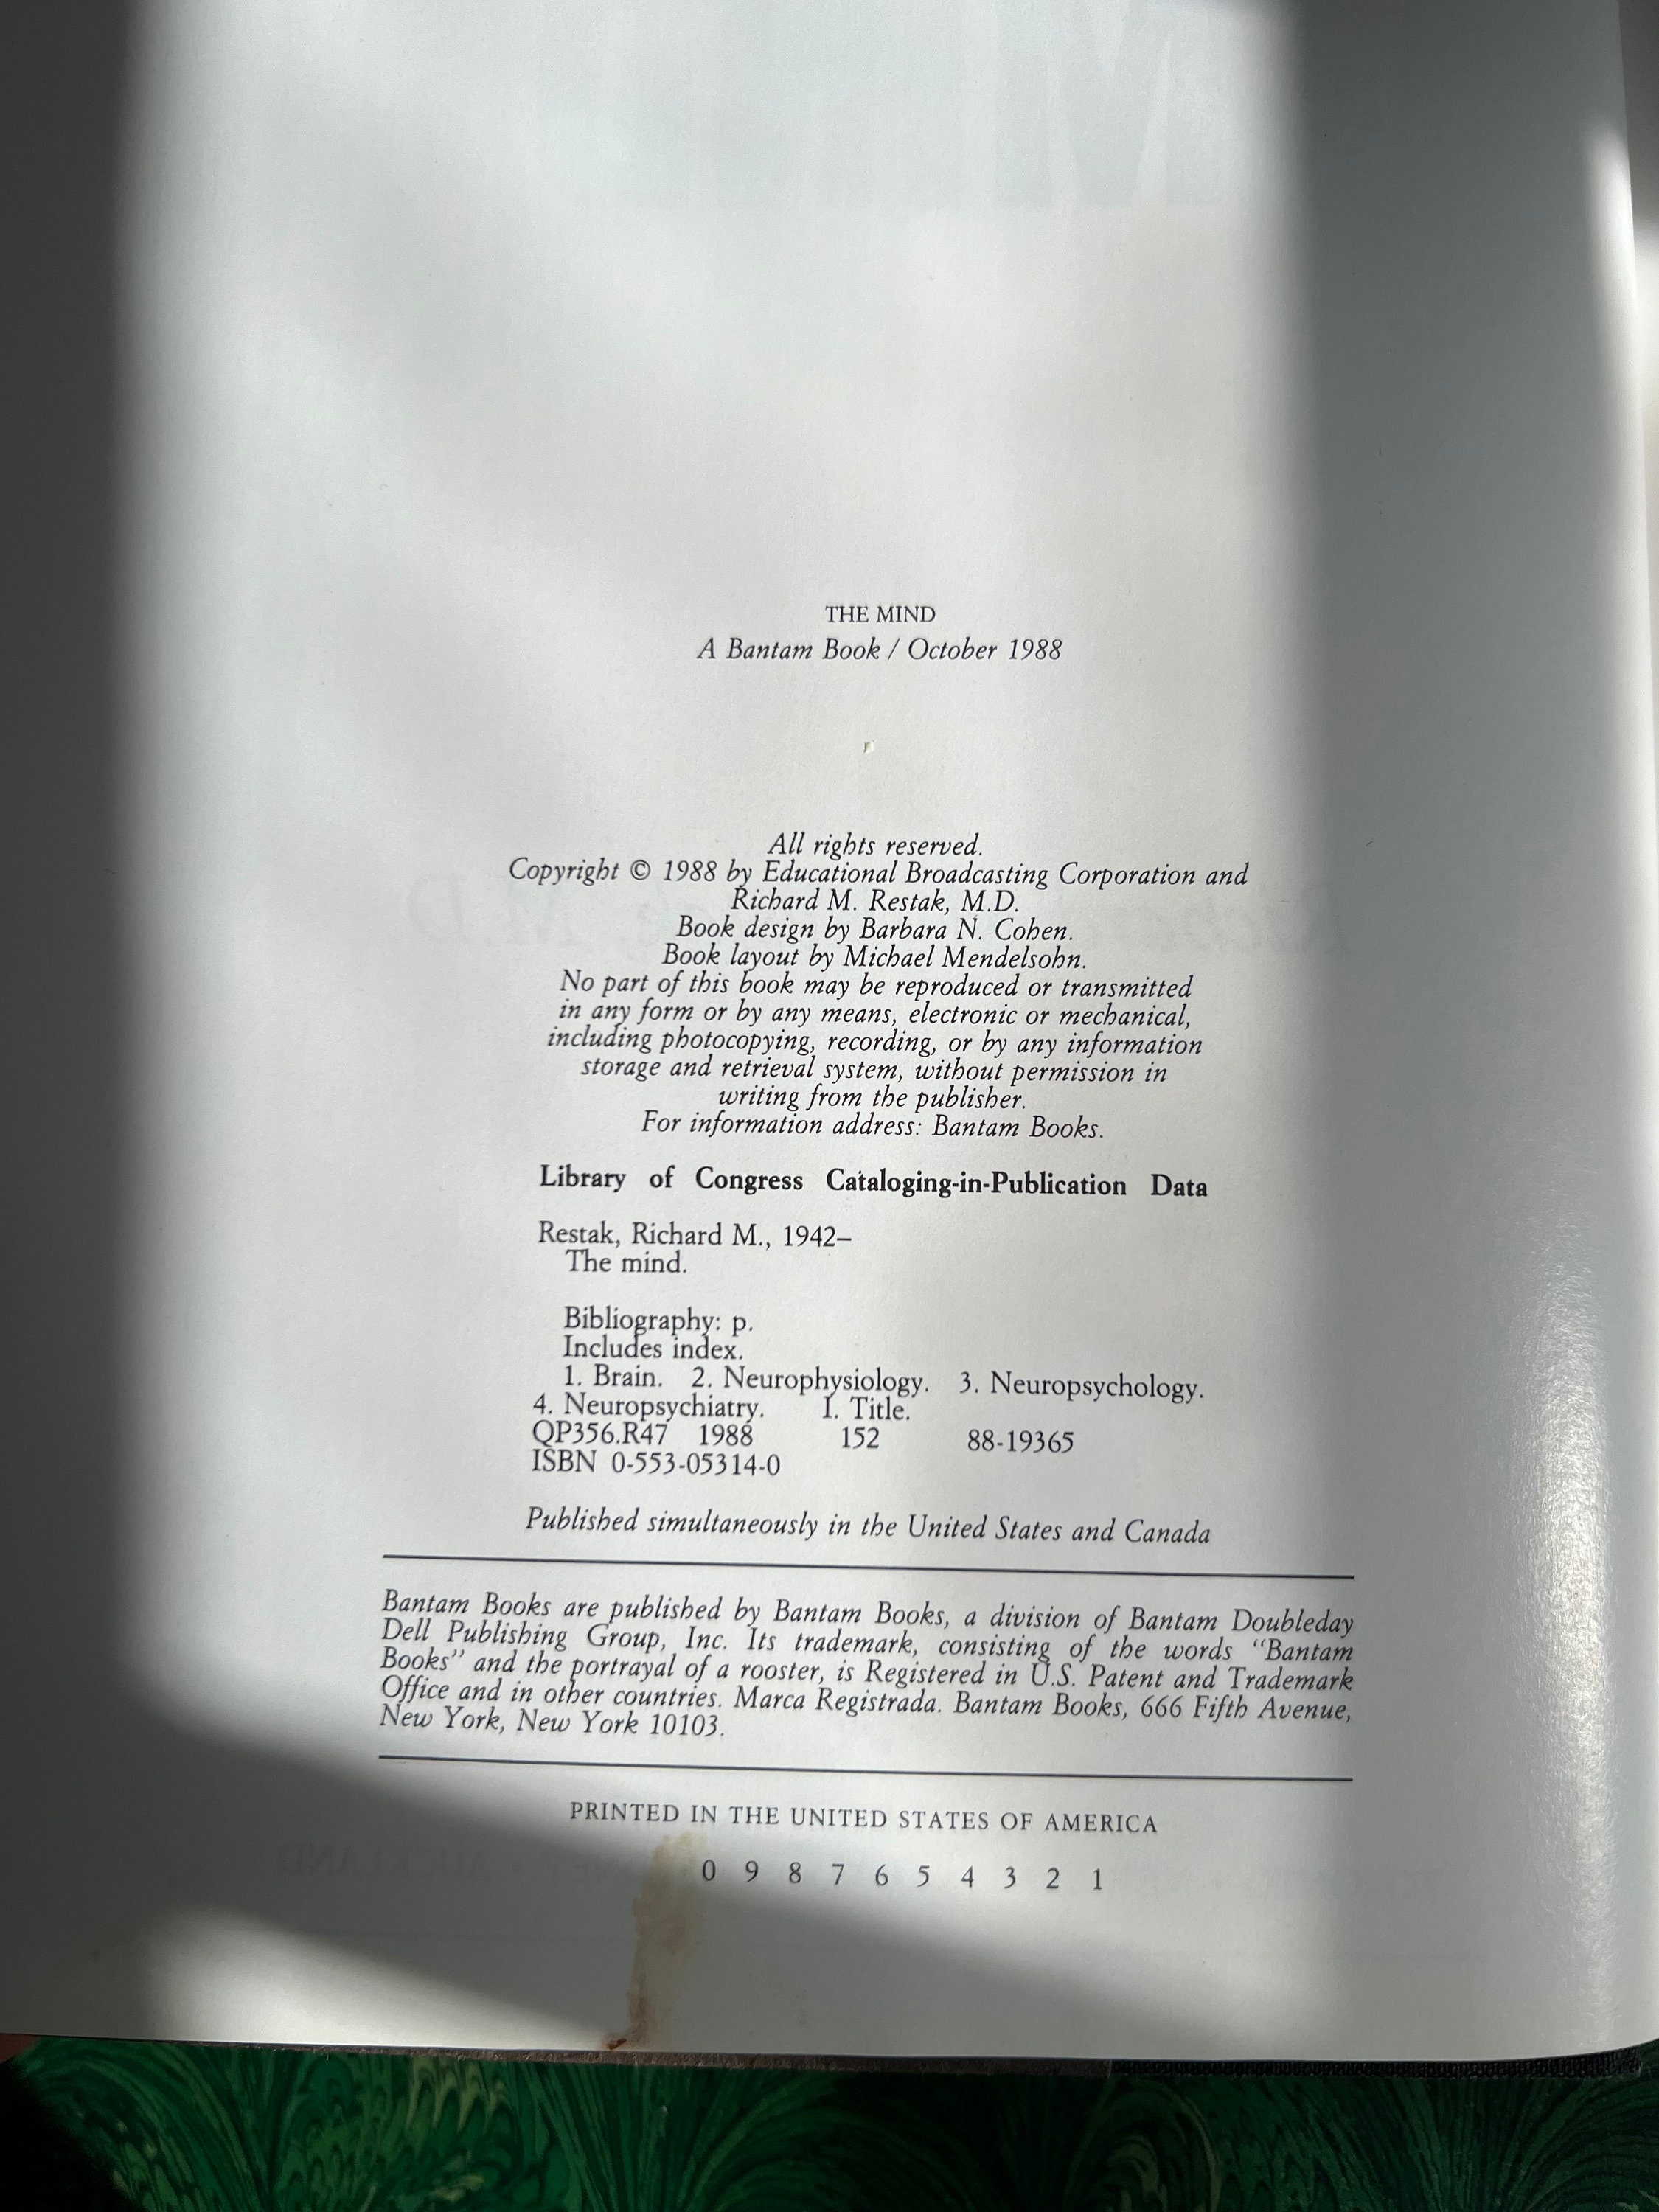 THE MIND
A Bantam Book / October 1988
All rights reserved.
Copyright © 1988 by Educational Broadcasting Corporation and
Richard M. Restak, M.D.
Book design by Barbara N. Cohen.
Book layout by Michael Mendelsohn.
No part of this book may be reproduced or transmitted
in any form or by any means, electronic or mechanical,
including photocopying, recording, or by any information
storage and retrieval system, without permission in
writing from the publisher.
For information address: Bantam Books.
Library of Congress Cataloging-in-Publication Data
Restak, Richard M., 1942–
The mind.
Bibliography: p.
Includes index.
1. Brain. 2. Neurophysiology. 3. Neuropsychology.
4. Neuropsychiatry. I. Title.
QP356.R47 1988 152 88-19365
ISBN 0-553-05314-0
Published simultaneously in the United States and Canada
Bantam Books are published by Bantam Books, a division of Bantam Doubleday
Dell Publishing Group, Inc. Its trademark, consisting of the words “Bantam
Books” and the portrayal of a rooster, is Registered in U.S. Patent and Trademark
Office and in other countries. Marca Registrada. Bantam Books, 666 Fifth Avenue,
New York, New York 10103.
PRINTED IN THE UNITED STATES OF AMERICA
0 9 8 7 6 5 4 3 2 1